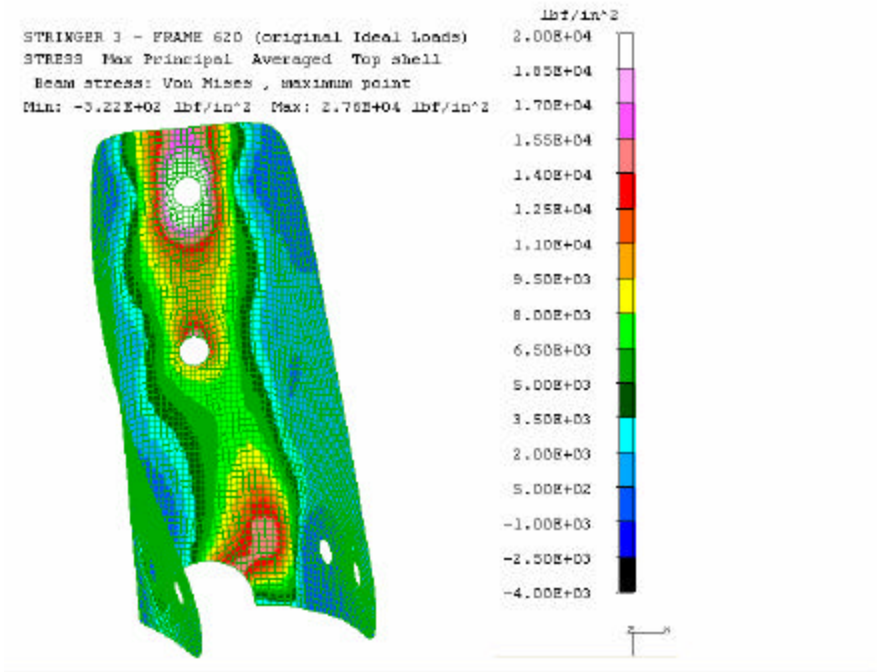 STRINGER 3 - FRAME 620 (original Ideal Loads)
STRESS Max Principal Averaged Top shell
Beam stress: Von Mises , maximum point
Min: -3.22E+02 lbf/in^2 Max: 2.76E+04 lbf/in^2
lbf/in^2
2.00E+04
1.85E+04
1.70E+04
1.55E+04
1.40E+04
1.25E+04
1.10E+04
9.50E+03
8.00E+03
6.50E+03
5.00E+03
3.50E+03
2.00E+03
5.00E+02
-1.00E+03
-2.50E+03
-4.00E+03